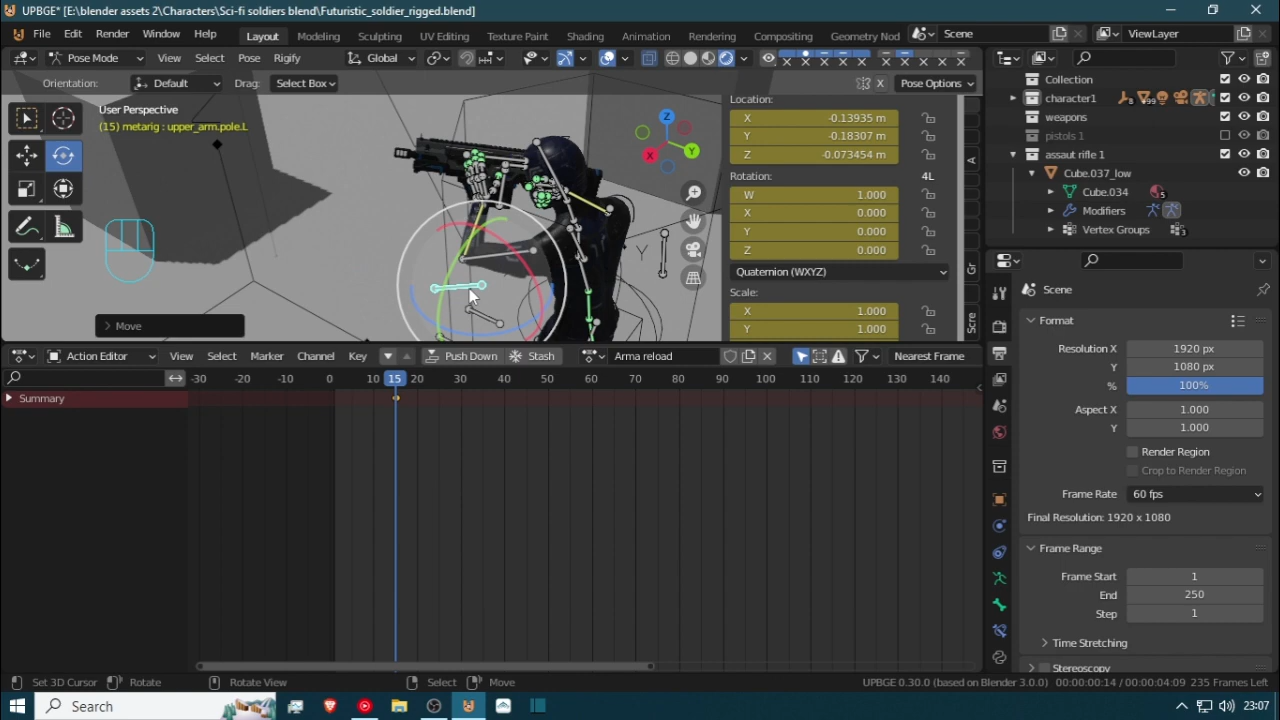 UPBGE* [E:\blender assets 2\Characters\Sci-fi soldiers blend\Futuristic_soldier_rigged.blend]
File Edit Render Window Help Layout Modeling Sculpting UV Editing Texture Paint Shading Animation Rendering Compositing Geometry Nod Scene ViewLayer
Pose Mode View Select Pose Rigify Global
Orientation: Default Drag: Select Box X Pose Options
User Perspective
(15) metarig : upper_arm.pole.L
Z
Y
X
Y
Move
Location:
X -0.13935 m
Y -0.18307 m
Z -0.073454 m
Rotation: 4L
W 1.000
X 0.000
Y 0.000
Z 0.000
Quaternion (WXYZ)
Scale:
X 1.000
Y 1.000
A
Gr
Scre
Collection
character1 8 99
weapons
pistols 1
assaut rifle 1
Cube.037_low
Cube.034 5
Modifiers
Vertex Groups
Scene
Format
Resolution X 1920 px
Y 1080 px
% 100%
Aspect X 1.000
Y 1.000
Render Region
Crop to Render Region
Frame Rate 60 fps
Final Resolution: 1920 x 1080
Frame Range
Frame Start 1
End 250
Step 1
Time Stretching
Stereoscopy
Action Editor View Select Marker Channel Key Push Down Stash Arma reload Nearest Frame
-30 -20 -10 0 10 15 20 30 40 50 60 70 80 90 100 110 120 130 140
Summary
Set 3D Cursor Rotate Rotate View Select Move UPBGE 0.30.0 (based on Blender 3.0.0) 00:00:00:14 / 00:00:04:09 235 Frames Left
Search 23:07